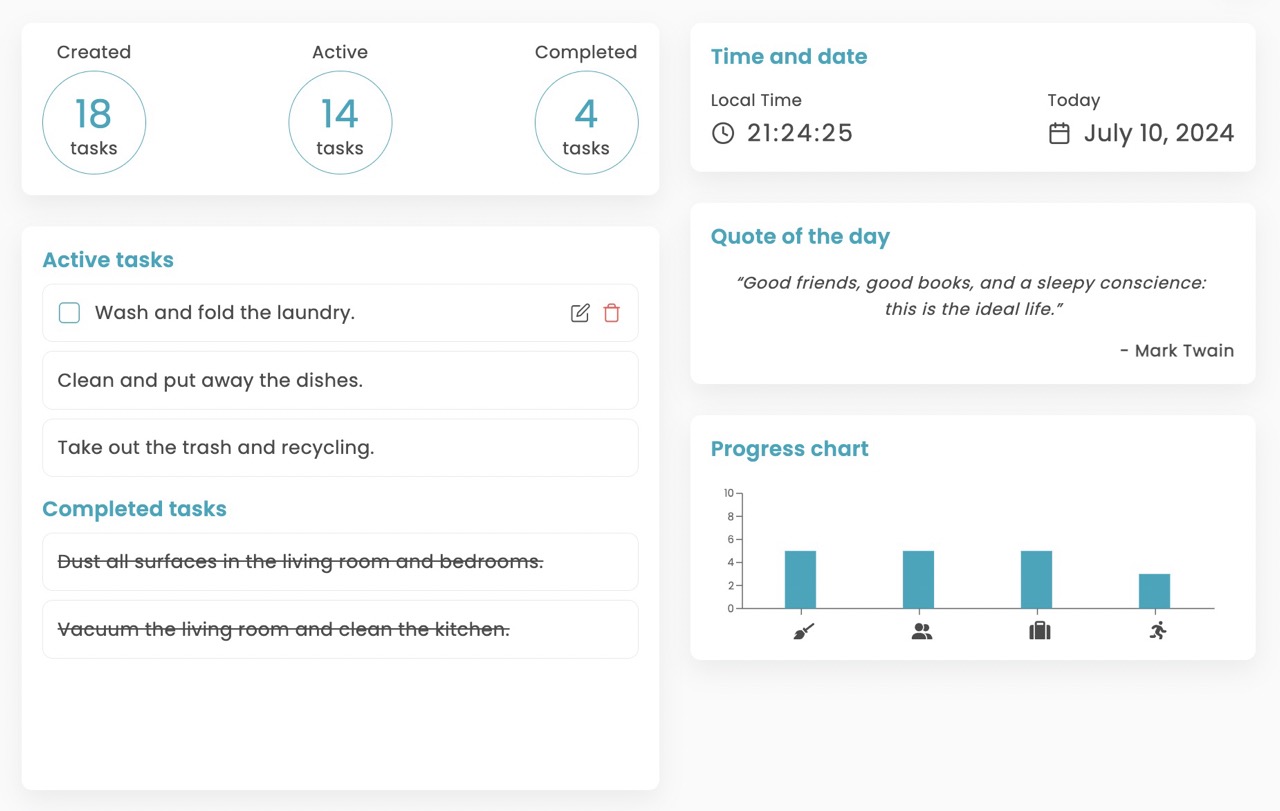 Created
18
tasks
Active
14
tasks
Completed
4
tasks
Active tasks
Wash and fold the laundry.
Clean and put away the dishes.
Take out the trash and recycling.
Completed tasks
Dust all surfaces in the living room and bedrooms.
Vacuum the living room and clean the kitchen.
Time and date
Local Time
21:24:25
Today
July 10, 2024
Quote of the day
“Good friends, good books, and a sleepy conscience:
this is the ideal life.”
- Mark Twain
Progress chart
10
8
6
4
2
0